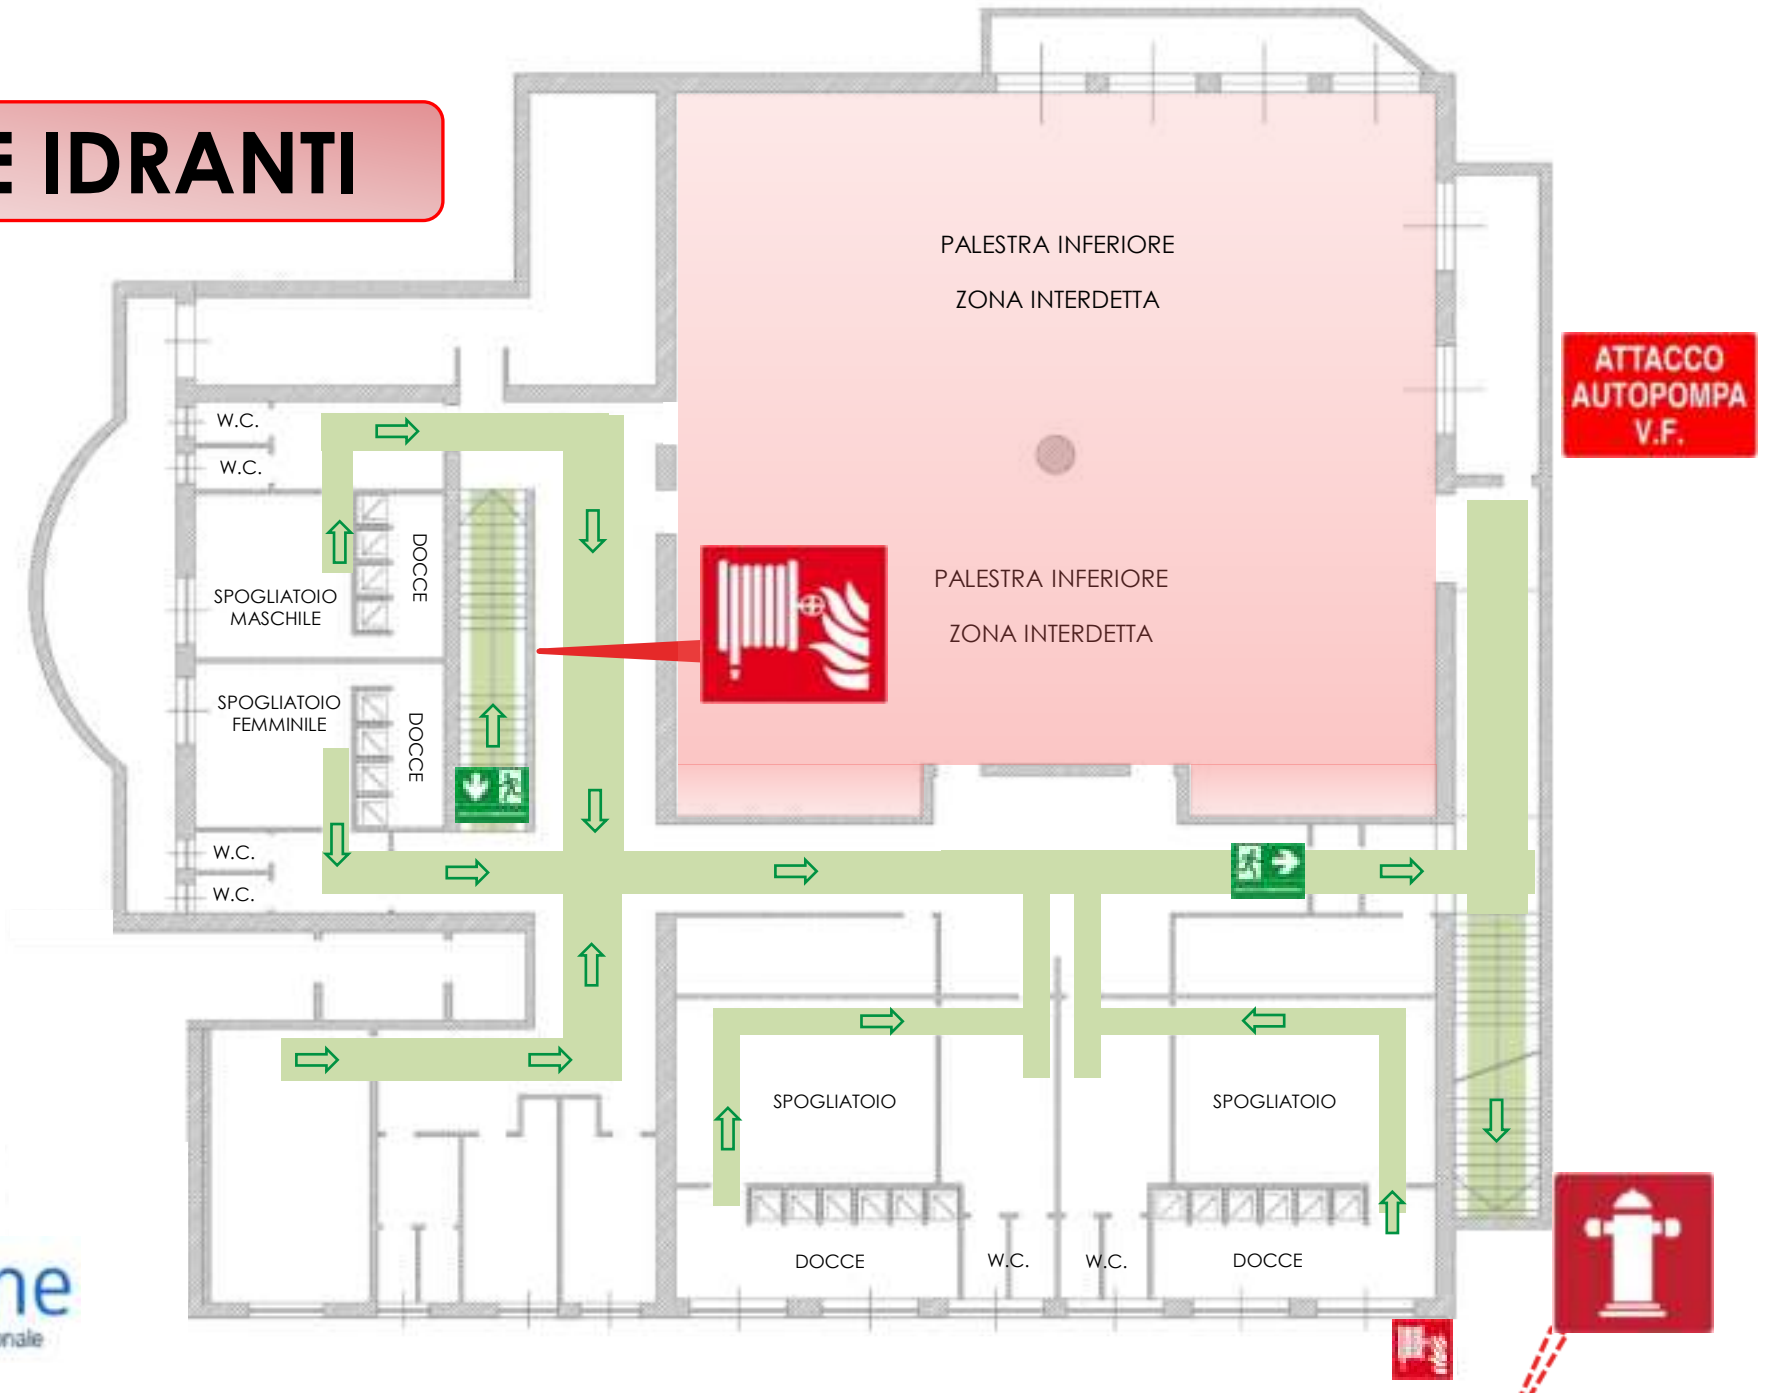 E IDRANTI
PALESTRA INFERIORE
ZONA INTERDETTA
ATTACCO
AUTOPOMPA
V.F.
W.C.
W.C.
DOCCE
SPOGLIATOIO
MASCHILE
PALESTRA INFERIORE
ZONA INTERDETTA
SPOGLIATOIO
FEMMINILE
DOCCE
W.C.
W.C.
SPOGLIATOIO
SPOGLIATOIO
DOCCE
W.C.
W.C.
DOCCE
ne
onale